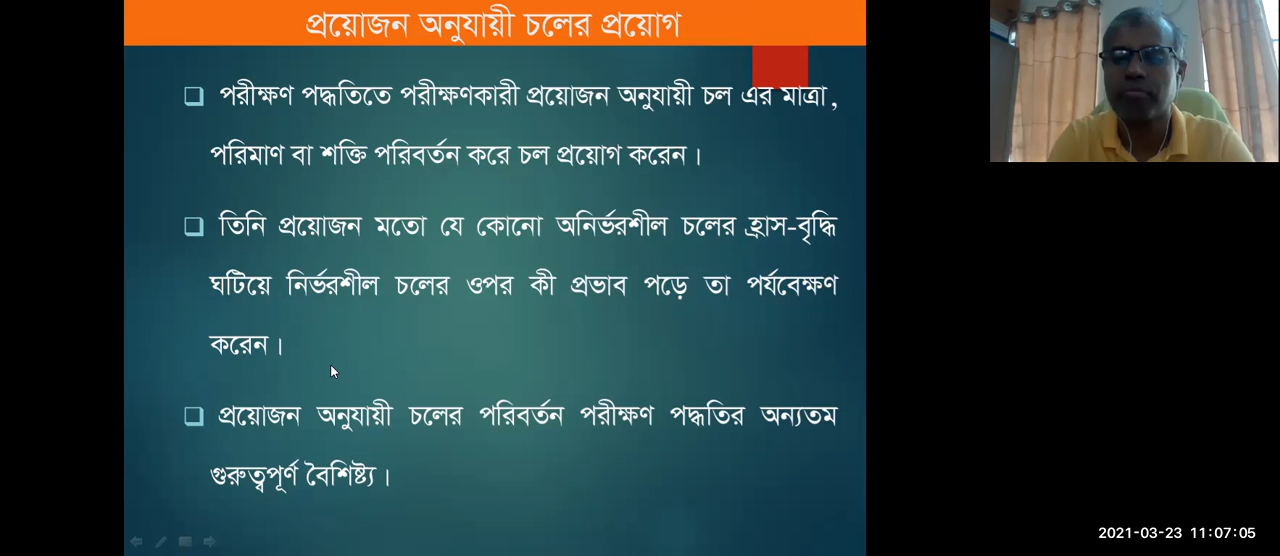 প্রয়োজন অনুযায়ী চলের প্রয়োগ
পরীক্ষণ পদ্ধতিতে পরীক্ষণকারী প্রয়োজন অনুযায়ী চল এর মাত্রা,
পরিমাণ বা শক্তি পরিবর্তন করে চল প্রয়োগ করেন।
তিনি প্রয়োজন মতো যে কোনো অনির্ভরশীল চলের হ্রাস-বৃদ্ধি
ঘটিয়ে নির্ভরশীল চলের ওপর কী প্রভাব পড়ে তা পর্যবেক্ষণ
করেন।
প্রয়োজন অনুযায়ী চলের পরিবর্তন পরীক্ষণ পদ্ধতির অন্যতম
গুরুত্বপূর্ণ বৈশিষ্ট্য।
2021-03-23 11:07:05